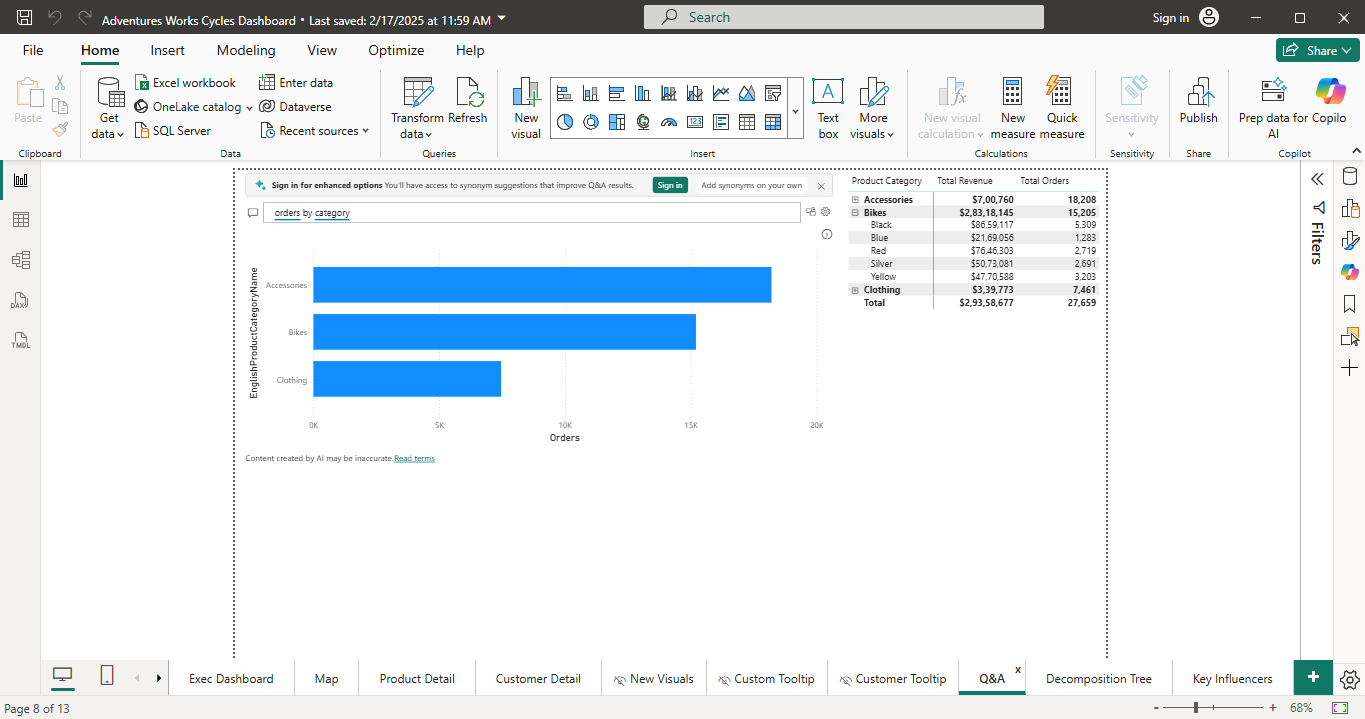 Adventures Works Cycles Dashboard • Last saved: 2/17/2025 at 11:59 AM
Search
Sign in
File Home Insert Modeling View Optimize Help
Share
Paste
Get data
Excel workbook
OneLake catalog
SQL Server
Enter data
Dataverse
Recent sources
Transform data
Refresh
New visual
Text box
More visuals
New visual calculation
New measure
Quick measure
Sensitivity
Publish
Prep data for AI
Copilo
Clipboard Data Queries Insert Calculations Sensitivity Share Copilot
DAX
TMDL
Sign in for enhanced options You'll have access to synonym suggestions that improve Q&A results. Sign in Add synonyms on your own
orders by category
EnglishProductCategoryName
Accessories
Bikes
Clothing
0K 5K 10K 15K 20K
Orders
Content created by AI may be inaccurate. Read terms
Product Category Total Revenue Total Orders
Accessories $7,00,760 18,208
Bikes $2,83,18,145 15,205
Black $86,59,117 5,309
Blue $21,69,056 1,283
Red $76,46,303 2,719
Silver $50,73,081 2,691
Yellow $47,70,588 3,203
Clothing $3,39,773 7,461
Total $2,93,58,677 27,659
Filters
Exec Dashboard Map Product Detail Customer Detail New Visuals Custom Tooltip Customer Tooltip Q&A x Decomposition Tree Key Influencers +
Page 8 of 13
- + 68%